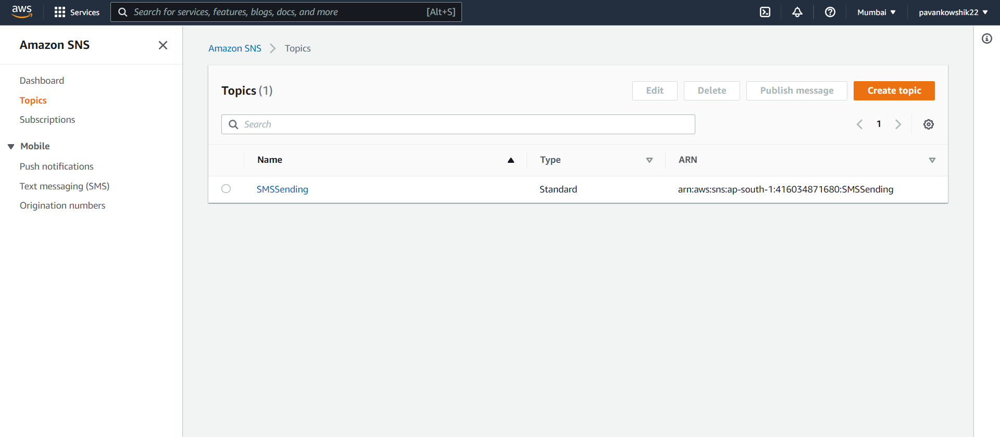 aws Services Search for services, features, blogs, docs, and more [Alt+S] Mumbai pavankowshik22
Amazon SNS
Dashboard
Topics
Subscriptions
Mobile
Push notifications
Text messaging (SMS)
Origination numbers
Amazon SNS Topics
Topics (1) Edit Delete Publish message Create topic
Search 1
Name Type ARN
SMSSending Standard arn:aws:sns:ap-south-1:416034871680:SMSSending